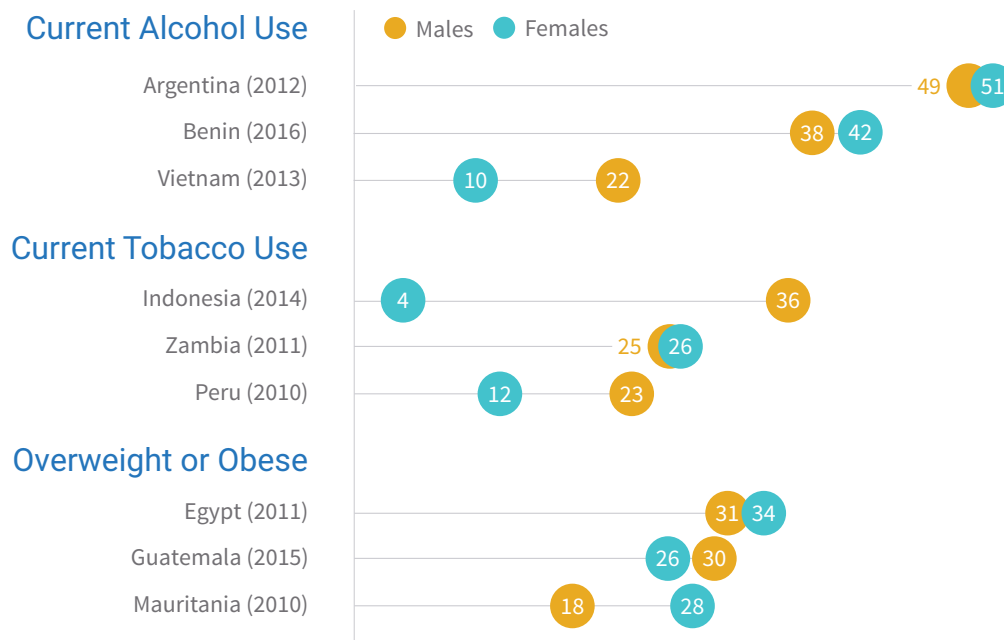 Current Alcohol Use
Males Females
Argentina (2012) 49 51
Benin (2016) 38 42
Vietnam (2013) 10 22
Current Tobacco Use
Indonesia (2014) 4 36
Zambia (2011) 25 26
Peru (2010) 12 23
Overweight or Obese
Egypt (2011) 31 34
Guatemala (2015) 26 30
Mauritania (2010) 18 28